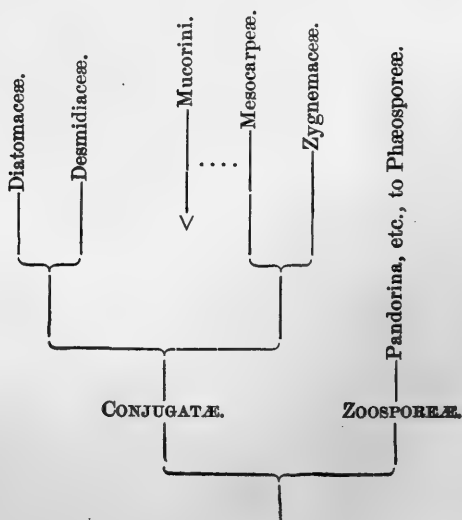 Diatomaceæ.
Desmidiaceæ.
Mucorini.
Mesocarpeæ.
Zygnemaceæ.
Pandorina, etc., to Phæosporeæ.
CONJUGATÆ.
ZOOSPOREÆ.